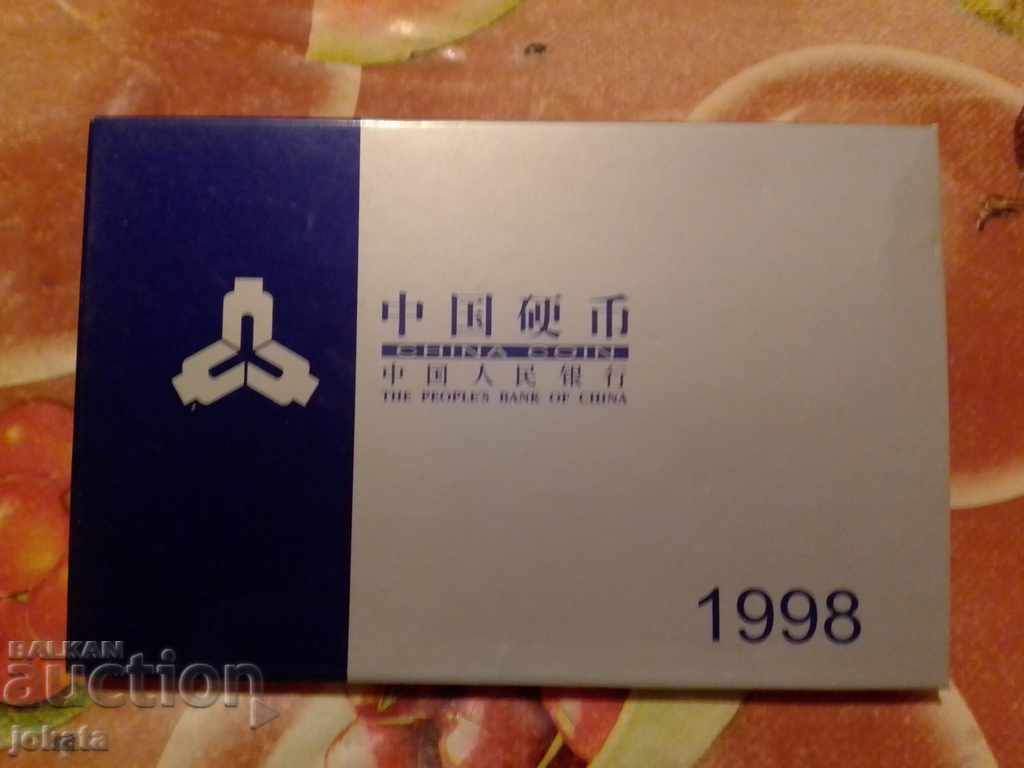 中国硬币
CHINA COIN
中国人民银行
THE PEOPLE'S BANK OF CHINA
1998
BALKAN
auction
jokata